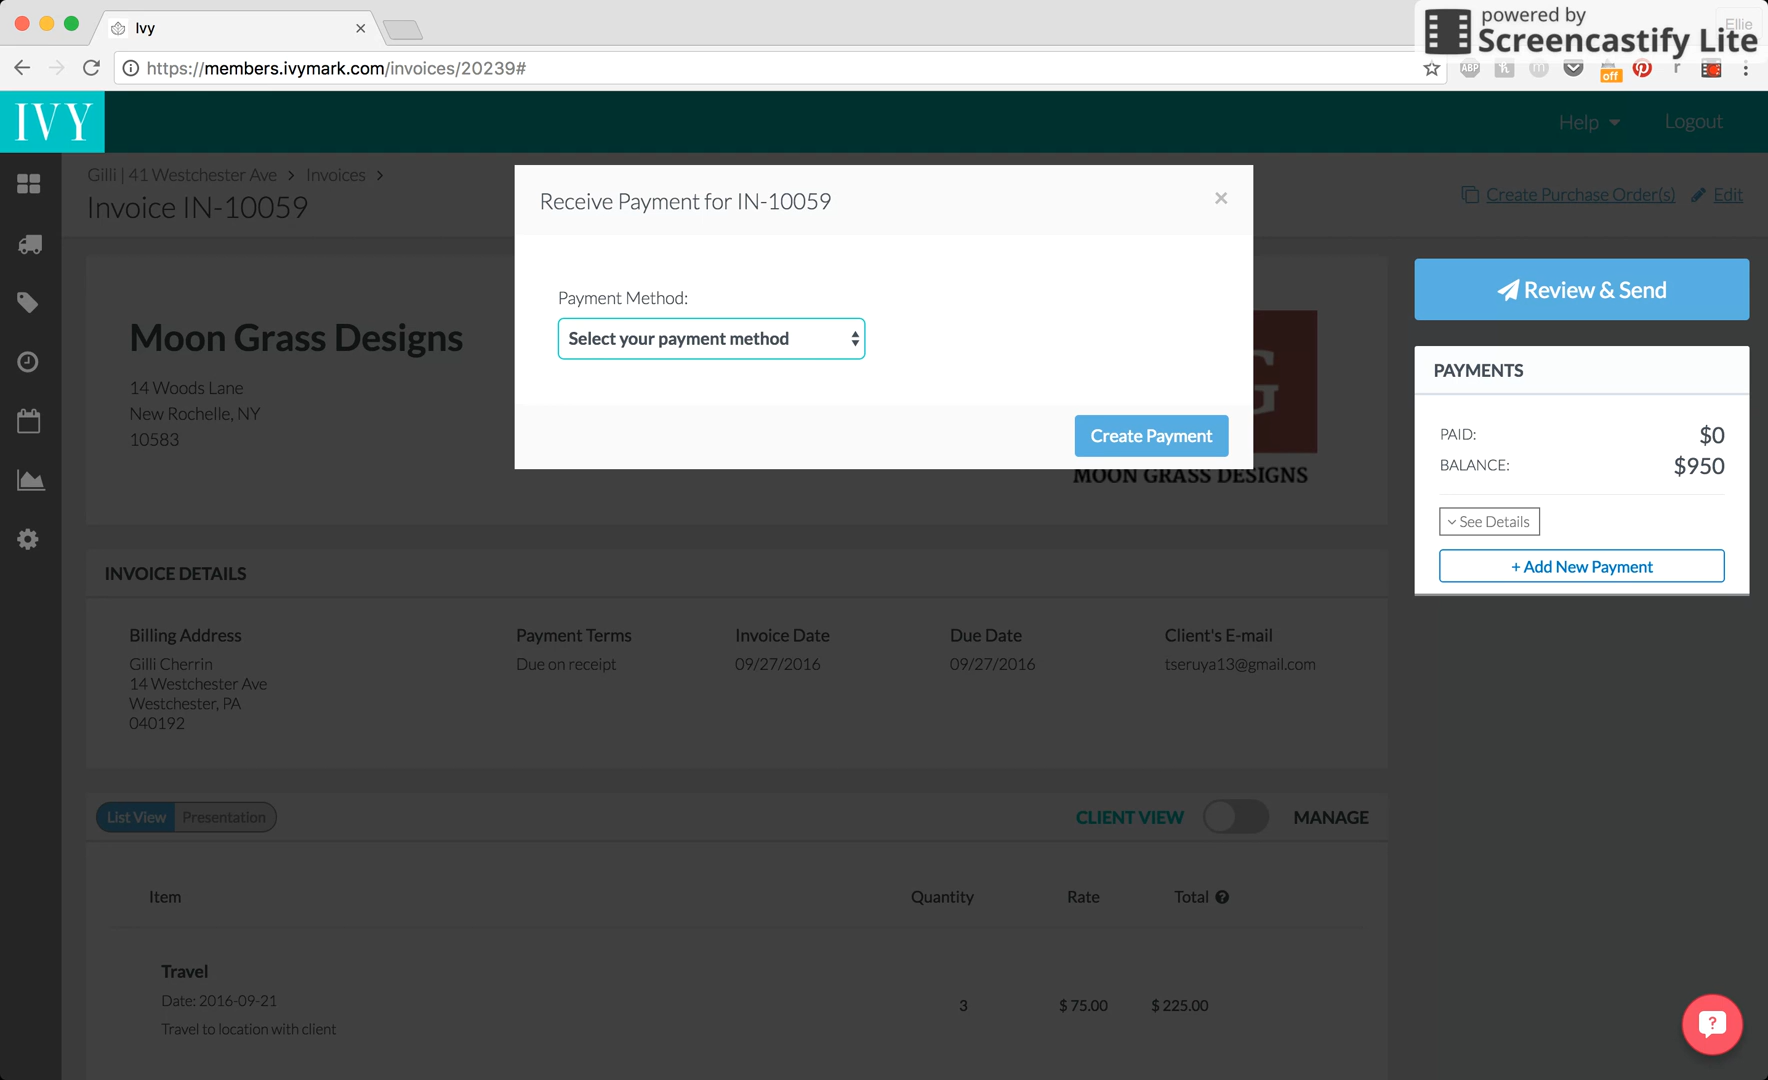 Ivy
powered by
Screencastify Lite
Ellie
https://members.ivymark.com/invoices/20239#
ABP
off
r
IVY
Help
Logout
Gilli | 41 Westchester Ave > Invoices >
Invoice IN-10059
Create Purchase Order(s)
Edit
Receive Payment for IN-10059
×
Payment Method:
Select your payment method
Create Payment
Review & Send
Moon Grass Designs
14 Woods Lane
New Rochelle, NY
10583
G
MOON GRASS DESIGNS
PAYMENTS
PAID: $0
BALANCE: $950
See Details
+ Add New Payment
INVOICE DETAILS
Billing Address
Gilli Cherrin
14 Westchester Ave
Westchester, PA
040192
Payment Terms
Due on receipt
Invoice Date
09/27/2016
Due Date
09/27/2016
Client's E-mail
tseruya13@gmail.com
List View Presentation
CLIENT VIEW MANAGE
Item Quantity Rate Total ?
Travel
Date: 2016-09-21
Travel to location with client
3 $ 75.00 $ 225.00
?